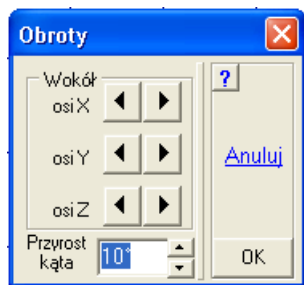 Obroty
Wokół
osi X
osi Y
osi Z
Przyrost
kąta
10°
?
Anuluj
OK